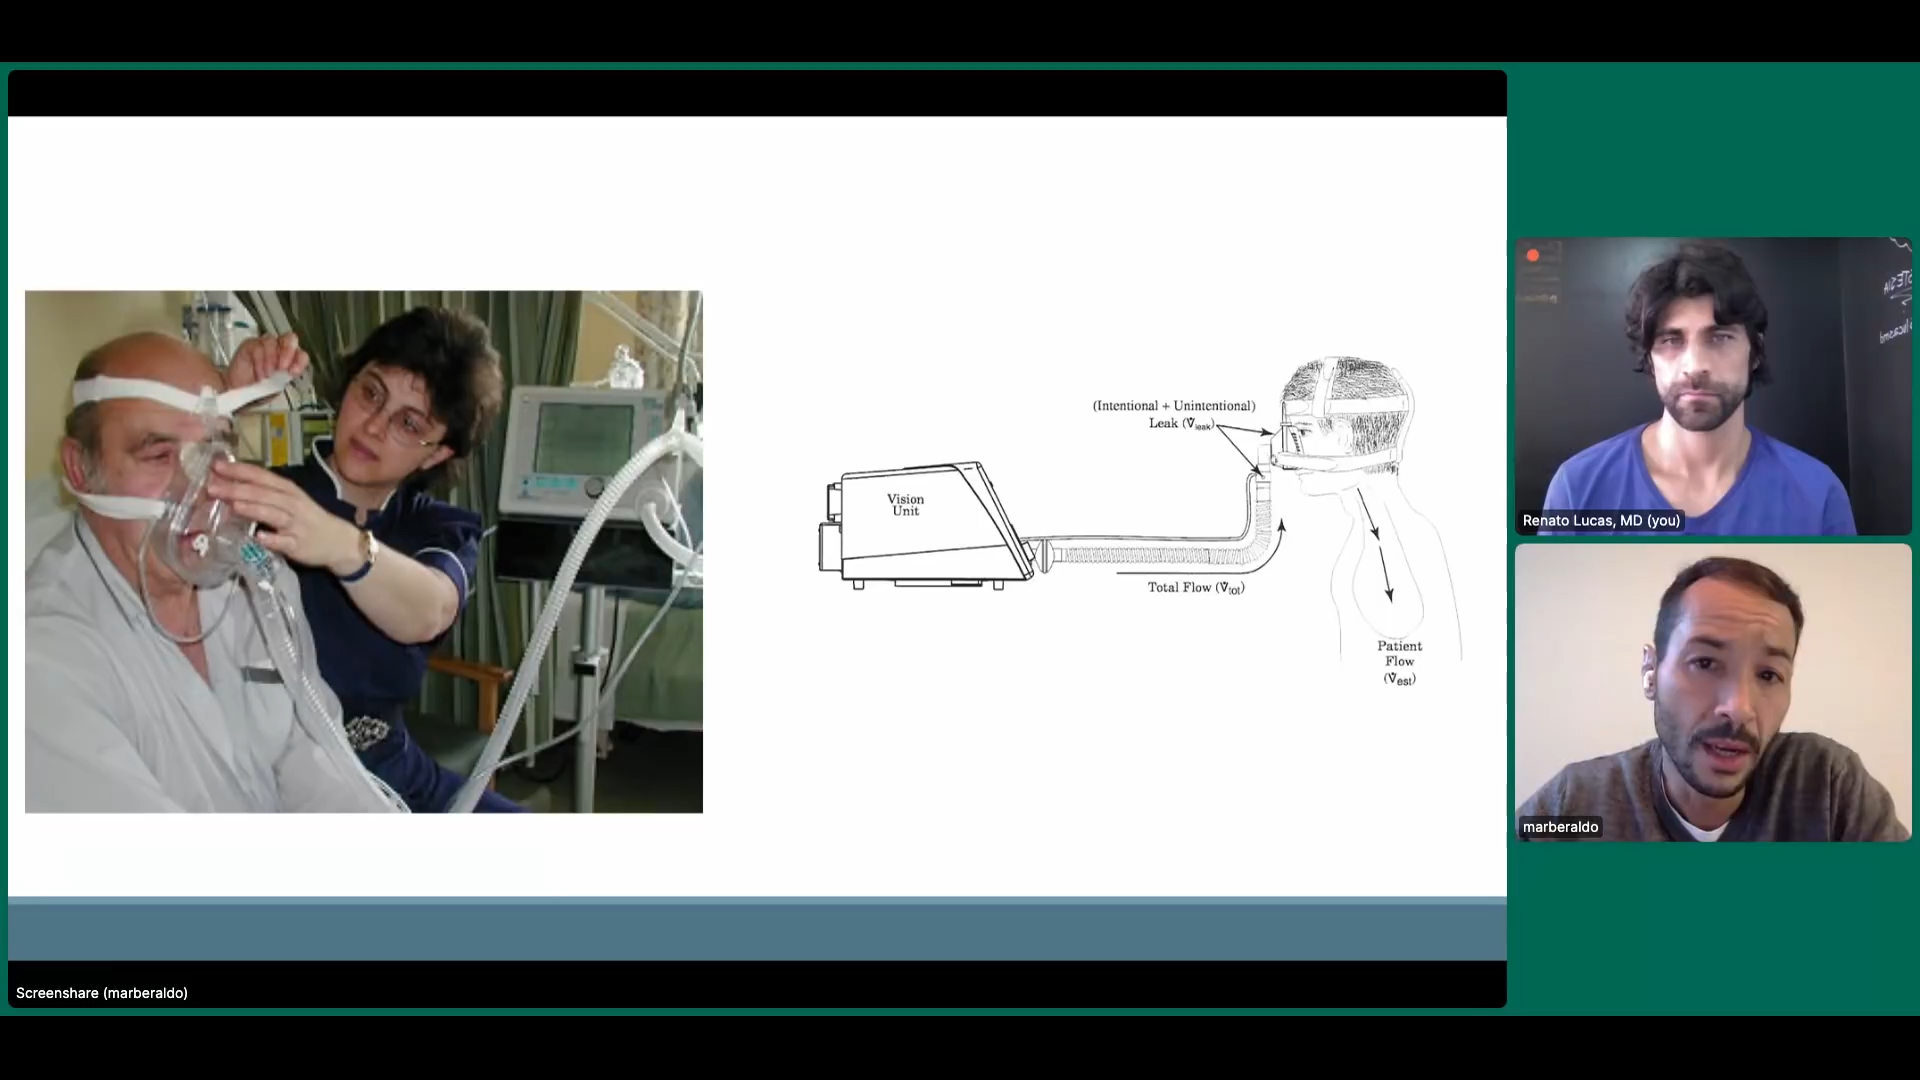 (Intentional + Unintentional)
Leak (V̇leak)
Vision
Unit
Total Flow (V̇tot)
Patient
Flow
(V̇est)
Renato Lucas, MD (you)
marberaldo
Screenshare (marberaldo)